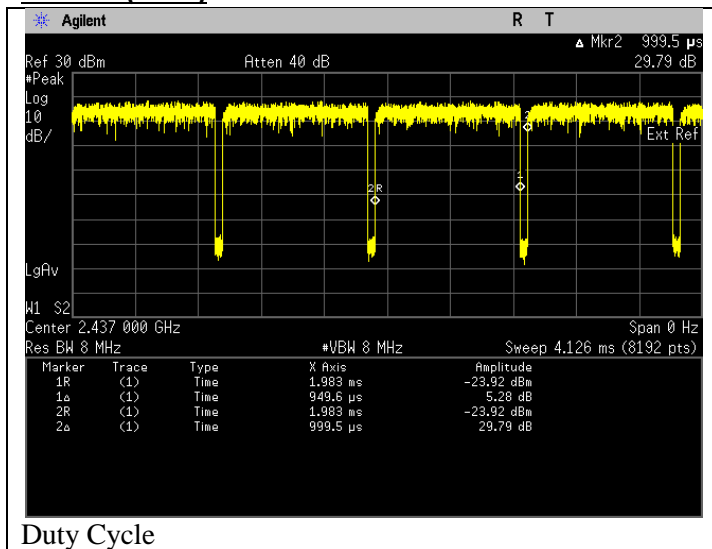 Agilent R T
Δ Mkr2 999.5 µs
Ref 30 dBm Atten 40 dB 29.79 dB
#Peak
Log
10
dB/
Ext Ref
2
1
2R
LgAv
W1 S2
Center 2.437 000 GHz Span 0 Hz
Res BW 8 MHz #VBW 8 MHz Sweep 4.126 ms (8192 pts)
Marker Trace Type X Axis Amplitude
1R (1) Time 1.983 ms -23.92 dBm
1Δ (1) Time 949.6 µs 5.28 dB
2R (1) Time 1.983 ms -23.92 dBm
2Δ (1) Time 999.5 µs 29.79 dB
Duty Cycle